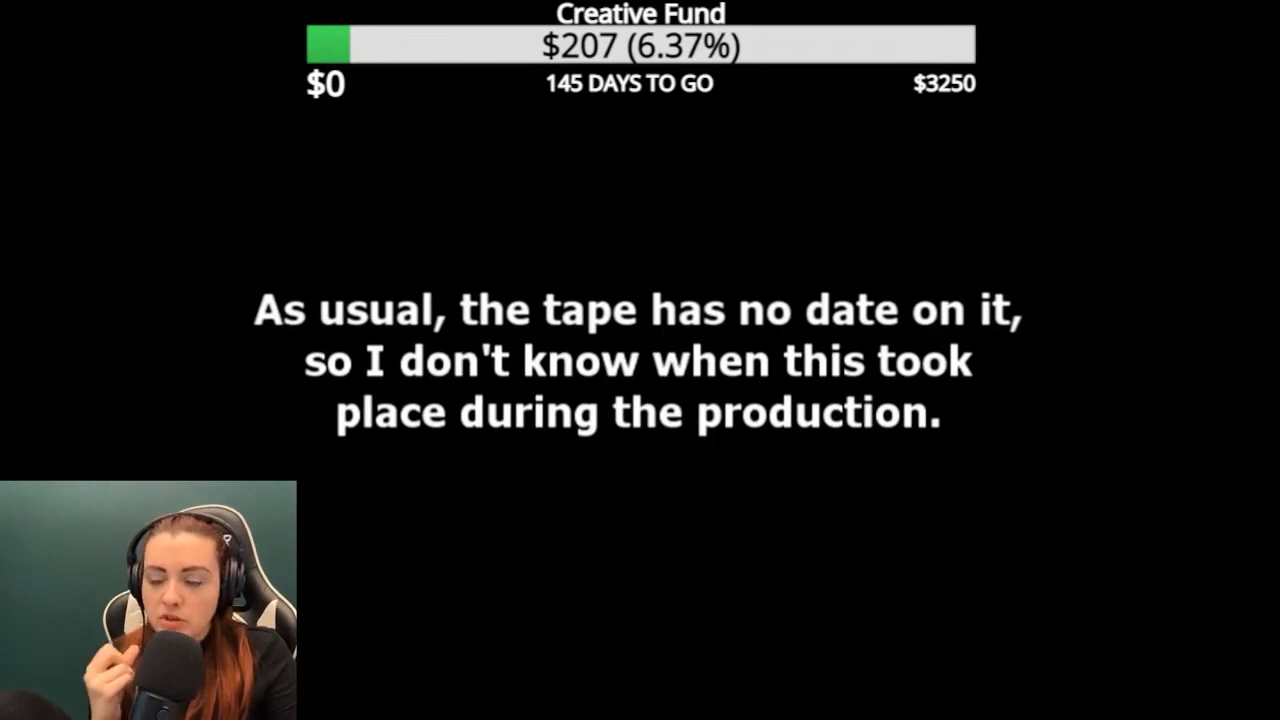 Creative Fund
$207 (6.37%)
$0 145 DAYS TO GO $3250
As usual, the tape has no date on it,
so I don't know when this took
place during the production.